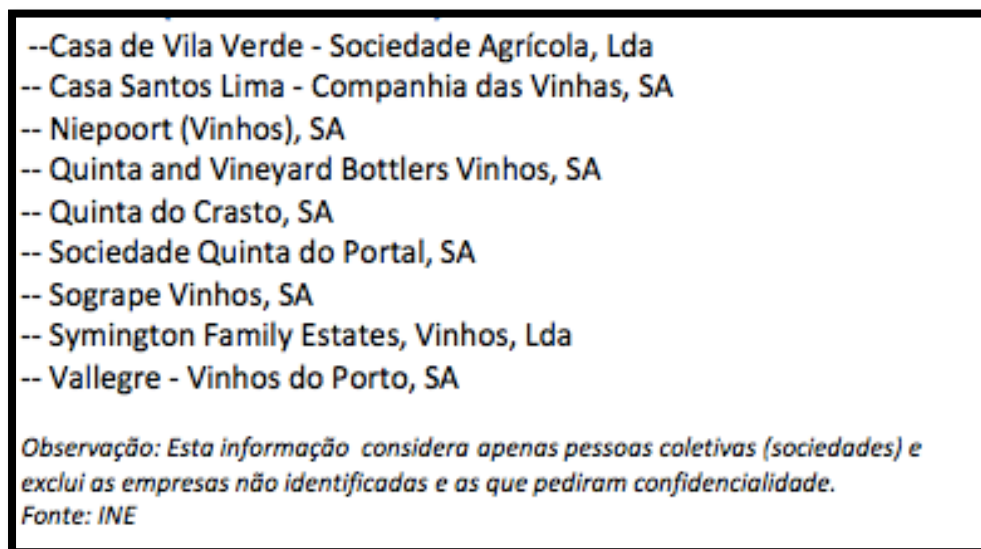 --Casa de Vila Verde - Sociedade Agrícola, Lda
-- Casa Santos Lima - Companhia das Vinhas, SA
-- Niepoort (Vinhos), SA
-- Quinta and Vineyard Bottlers Vinhos, SA
-- Quinta do Crasto, SA
-- Sociedade Quinta do Portal, SA
-- Sogrape Vinhos, SA
-- Symington Family Estates, Vinhos, Lda
-- Vallegre - Vinhos do Porto, SA
Observação: Esta informação considera apenas pessoas coletivas (sociedades) e
exclui as empresas não identificadas e as que pediram confidencialidade.
Fonte: INE